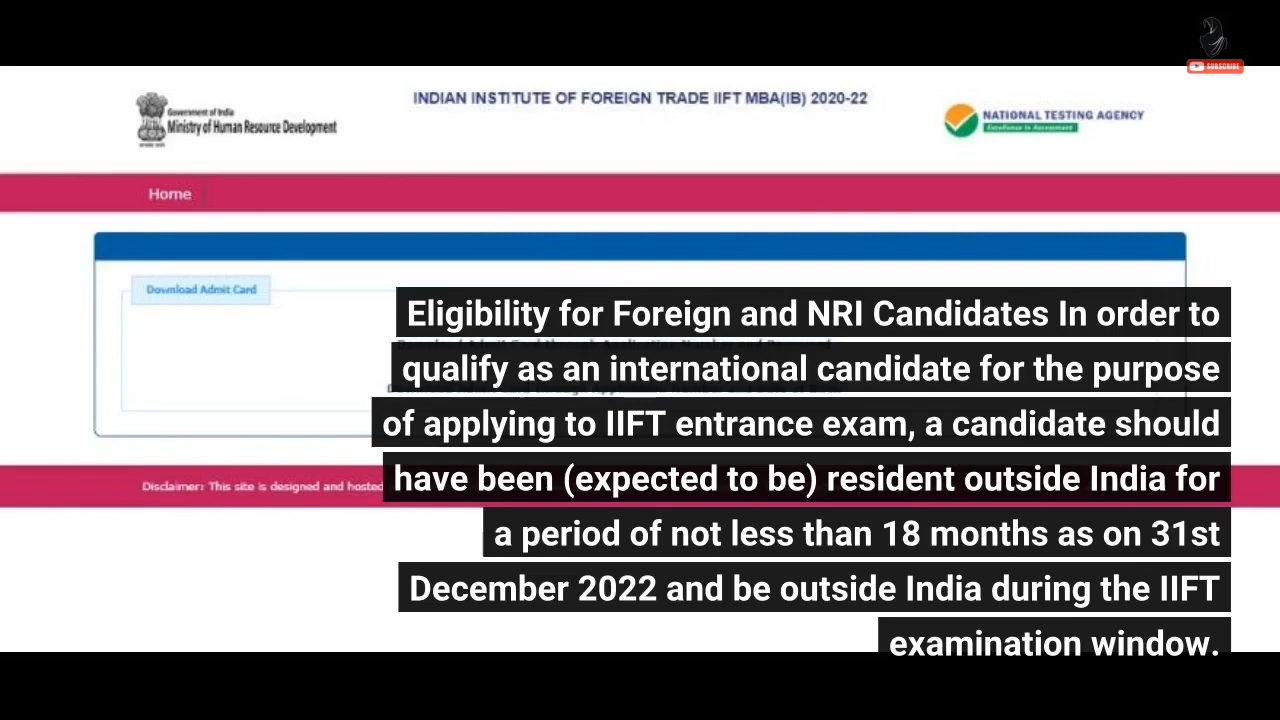 SUBSCRIBE
INDIAN INSTITUTE OF FOREIGN TRADE IIFT MBA(IB) 2020-22
Government of India
Ministry of Human Resource Development
NATIONAL TESTING AGENCY
Excellence in Assessment
Home
Download Admit Card
Eligibility for Foreign and NRI Candidates In order to
qualify as an international candidate for the purpose
of applying to IIFT entrance exam, a candidate should
have been (expected to be) resident outside India for
a period of not less than 18 months as on 31st
December 2022 and be outside India during the IIFT
examination window.
Disclaimer: This site is designed and hosted